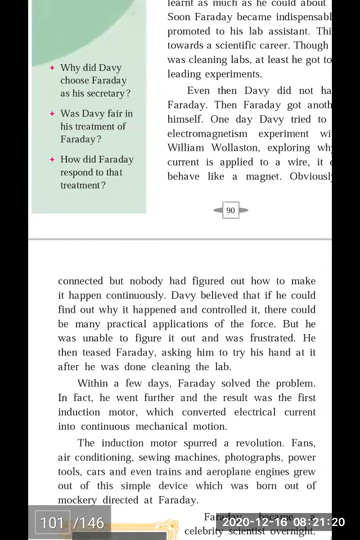 Why did Davy
choose Faraday
as his secretary?
Was Davy fair in
his treatment of
Faraday?
How did Faraday
respond to that
treatment?
learnt as much as he could about
Soon Faraday became indispensabl
promoted to his lab assistant. Thi
towards a scientific career. Though
was cleaning labs, at least he got to
leading experiments.
Even then Davy did not ha
Faraday. Then Faraday got anoth
himself. One day Davy tried to
electromagnetism experiment wi
William Wollaston, exploring wh
current is applied to a wire, it
behave like a magnet. Obviously
90
connected but nobody had figured out how to make
it happen continuously. Davy believed that if he could
find out why it happened and controlled it, there could
be many practical applications of the force. But he
was unable to figure it out and was frustrated. He
then teased Faraday, asking him to try his hand at it
after he was done cleaning the lab.
Within a few days, Faraday solved the problem.
In fact, he went further and the result was the first
induction motor, which converted electrical current
into continuous mechanical motion.
The induction motor spurred a revolution. Fans,
air conditioning, sewing machines, photographs, power
tools, cars and even trains and aeroplane engines grew
out of this simple device which was born out of
mockery directed at Faraday.
Faraday became a
celebrity scientist overnight.
101 /146
2020-12-16 08:21:20